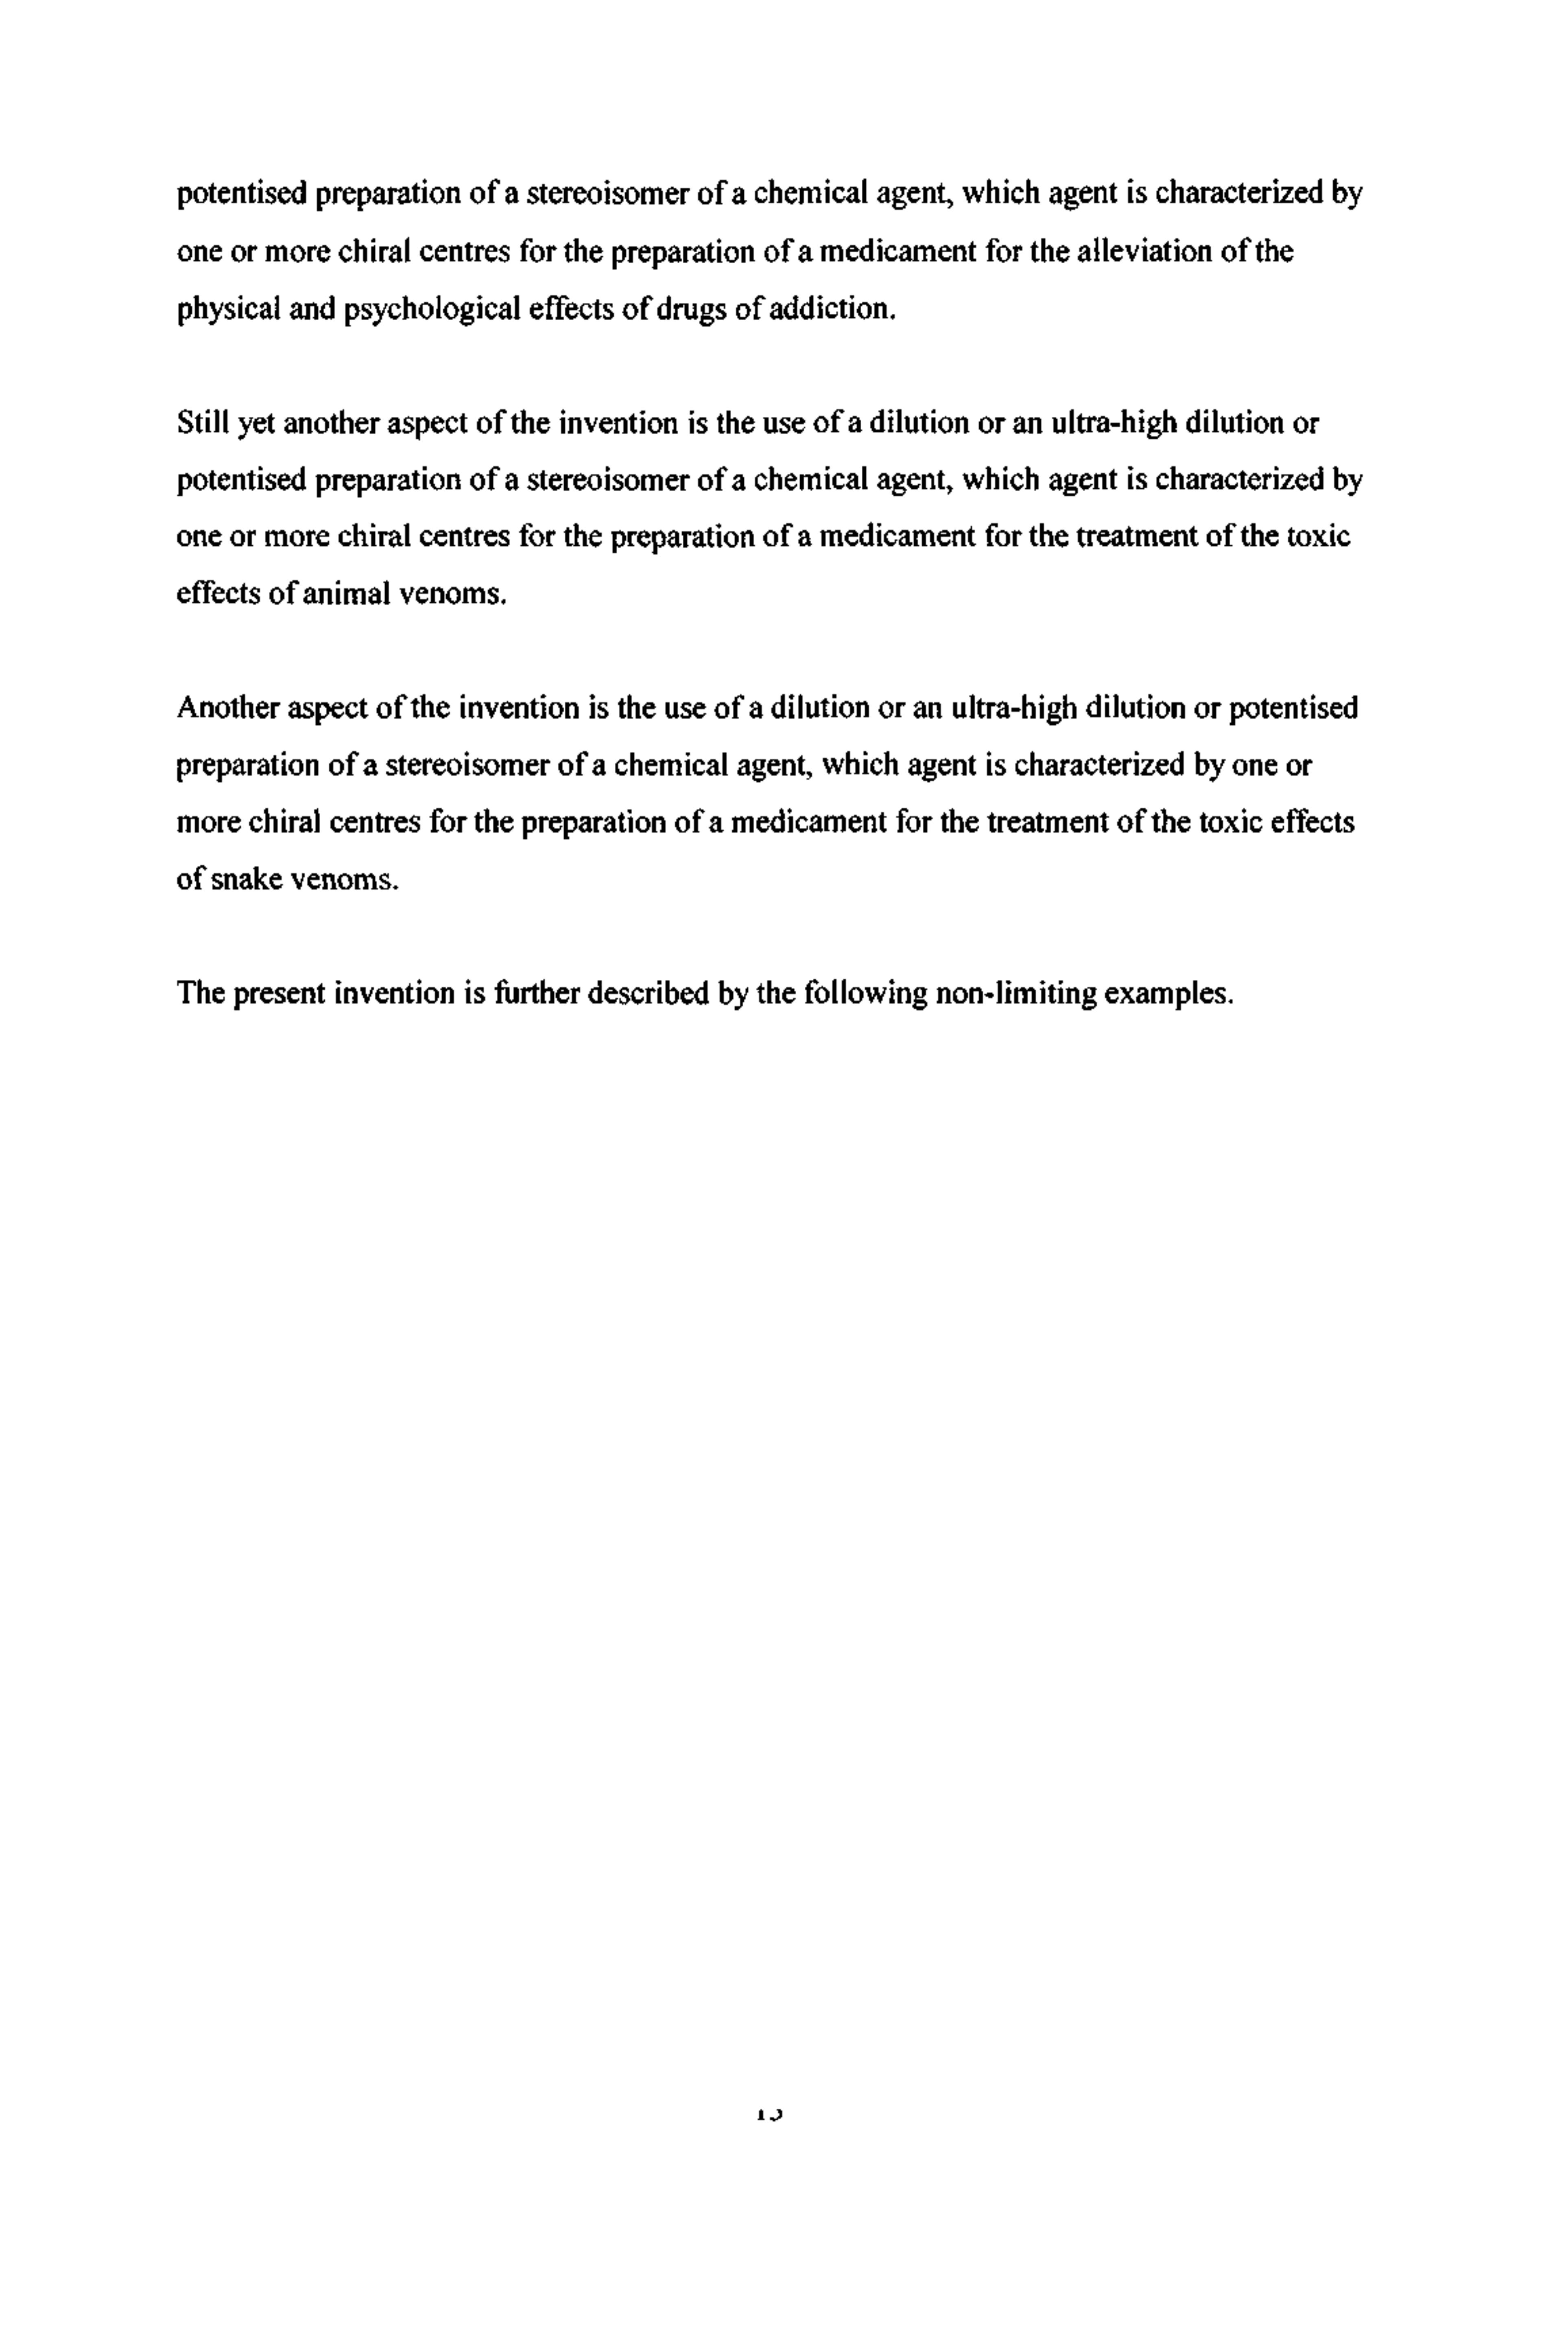 potentised preparation of a stereoisomer of a chemical agent, which agent is characterized by
one or more chiral centres for the preparation of a medicament for the alleviation of the
physical and psychological effects of drugs of addiction.
Still yet another aspect of the invention is the use of a dilution or an ultra-high dilution or
potentised preparation of a stereoisomer of a chemical agent, which agent is characterized by
one or more chiral centres for the preparation of a medicament for the treatment of the toxic
effects of animal venoms.
Another aspect of the invention is the use of a dilution or an ultra-high dilution or potentised
preparation of a stereoisomer of a chemical agent, which agent is characterized by one or
more chiral centres for the preparation of a medicament for the treatment of the toxic effects
of snake venoms.
The present invention is further described by the following non-limiting examples.